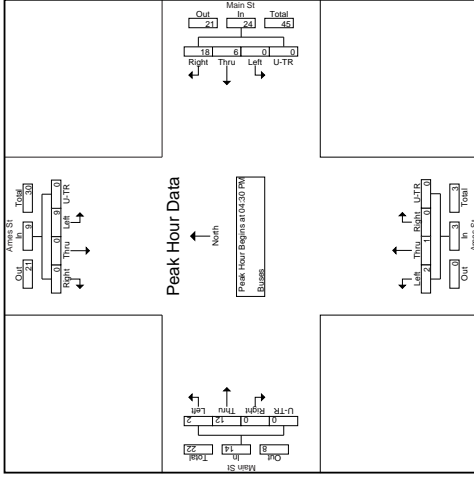 Main St
Out In Total
21 24 45
18 6 0 0
Right Thru Left U-TR
Ames St
Out In Total
21 9 30
0 0 9 0
Right Thru Left U-TR
Peak Hour Data
North
Peak Hour Begins at 04:30 PM
Buses
Left Thru Right U-TR
2 1 0 0
0 3 3
Out In Total
Ames St
Left Thru Right U-TR
2 12 0 0
22 14 8
Total In Out
Main St